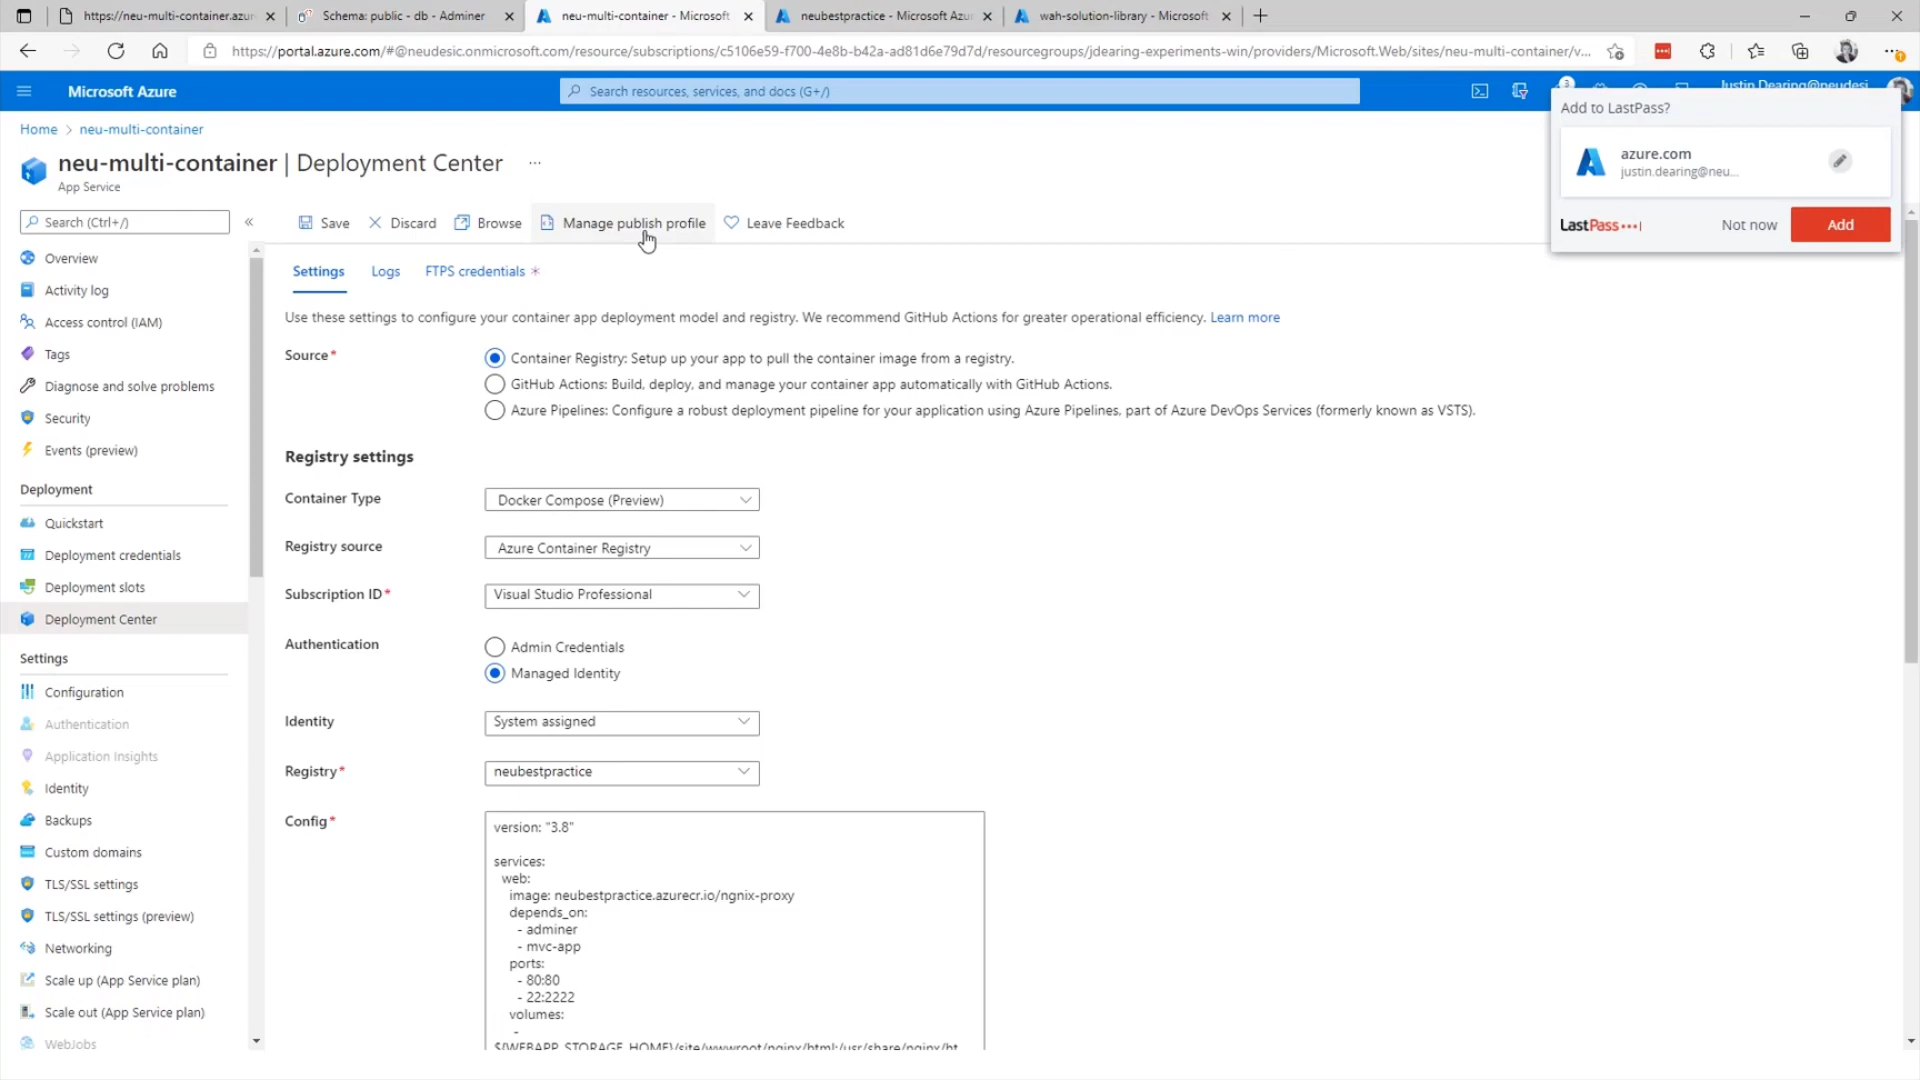 https://neu-multi-container.azur
Schema: public - db - Adminer
neu-multi-container - Microsoft
neubestpractice - Microsoft Azu
wah-solution-library - Microsoft
https://portal.azure.com/#@neudesic.onmicrosoft.com/resource/subscriptions/c5106e59-f700-4e8b-b42a-ad81d6e79d7d/resourcegroups/jdearing-experiments-win/providers/Microsoft.Web/sites/neu-multi-container/v...
Microsoft Azure
Search resources, services, and docs (G+/)
3
Justin.Dearing@neudesi
Home > neu-multi-container
neu-multi-container | Deployment Center ...
App Service
Add to LastPass?
azure.com
justin.dearing@neu...
LastPass •••|
Not now
Add
Search (Ctrl+/)
«
Save
Discard
Browse
Manage publish profile
Leave Feedback
Overview
Activity log
Access control (IAM)
Tags
Diagnose and solve problems
Security
Events (preview)
Deployment
Quickstart
Deployment credentials
Deployment slots
Deployment Center
Settings
Configuration
Authentication
Application Insights
Identity
Backups
Custom domains
TLS/SSL settings
TLS/SSL settings (preview)
Networking
Scale up (App Service plan)
Scale out (App Service plan)
WebJobs
Settings
Logs
FTPS credentials *
Use these settings to configure your container app deployment model and registry. We recommend GitHub Actions for greater operational efficiency. Learn more
Source*
Container Registry: Setup up your app to pull the container image from a registry.
GitHub Actions: Build, deploy, and manage your container app automatically with GitHub Actions.
Azure Pipelines: Configure a robust deployment pipeline for your application using Azure Pipelines, part of Azure DevOps Services (formerly known as VSTS).
Registry settings
Container Type
Docker Compose (Preview)
Registry source
Azure Container Registry
Subscription ID*
Visual Studio Professional
Authentication
Admin Credentials
Managed Identity
Identity
System assigned
Registry*
neubestpractice
Config*
version: "3.8"
services:
web:
image: neubestpractice.azurecr.io/ngnix-proxy
depends_on:
- adminer
- mvc-app
ports:
- 80:80
- 22:2222
volumes:
-
${WEBAPP_STORAGE_HOME}/site/wwwroot/nginx/html:/usr/share/nginx/ht